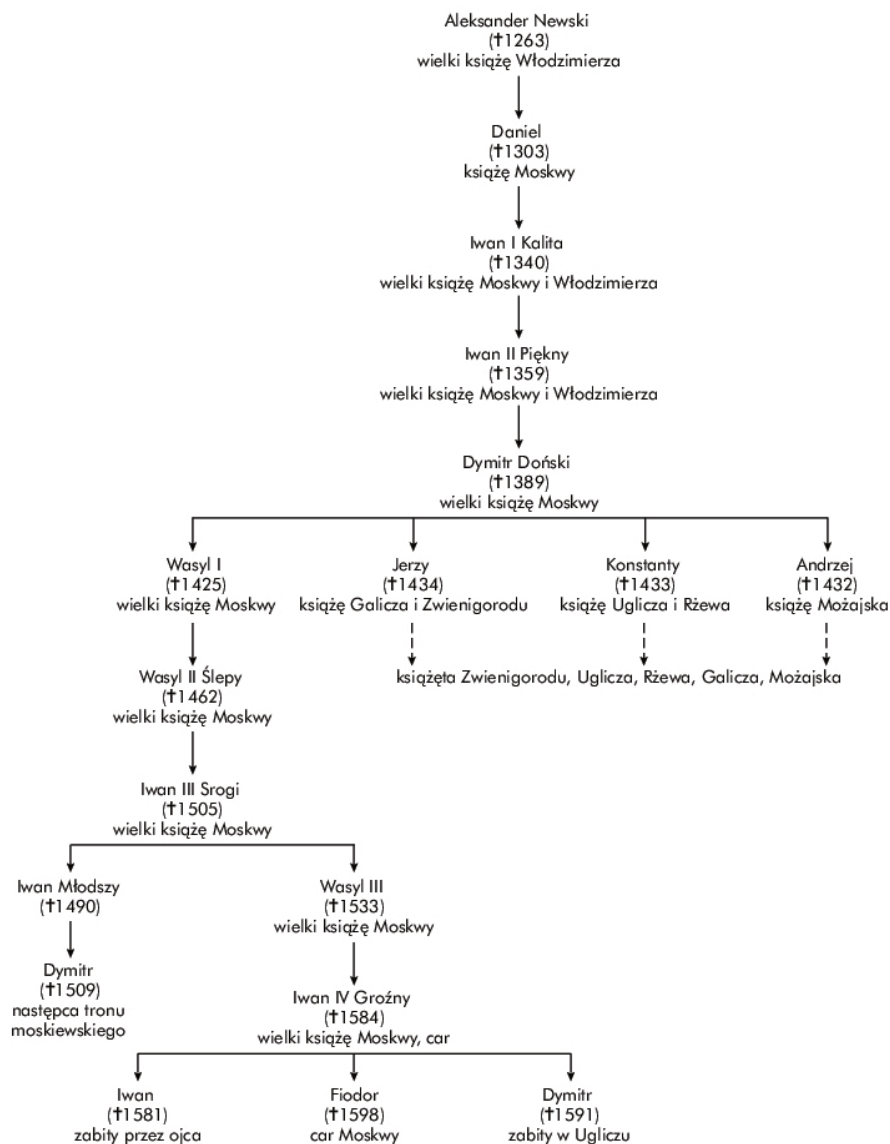 Aleksander Newski
(✝1263)
wielki książę Włodzimierza
Daniel
(✝1303)
książę Moskwy
Iwan I Kalita
(✝1340)
wielki książę Moskwy i Włodzimierza
Iwan II Piękny
(✝1359)
wielki książę Moskwy i Włodzimierza
Dymitr Doński
(✝1389)
wielki książę Moskwy
Wasyl I
(✝1425)
wielki książę Moskwy
Jerzy
(✝1434)
książę Galicza i Zwienigorodu
Konstanty
(✝1433)
książę Uglicza i Rżewa
Andrzej
(✝1432)
książę Możajska
Wasyl II Ślepy
(✝1462)
wielki książę Moskwy
książęta Zwienigorodu, Uglicza, Rżewa, Galicza, Możajska
Iwan III Srogi
(✝1505)
wielki książę Moskwy
Iwan Młodszy
(✝1490)
Wasyl III
(✝1533)
wielki książę Moskwy
Dymitr
(✝1509)
następca tronu
moskiewskiego
Iwan IV Groźny
(✝1584)
wielki książę Moskwy, car
Iwan
(✝1581)
zabity przez ojca
Fiodor
(✝1598)
car Moskwy
Dymitr
(✝1591)
zabity w Ugliczu